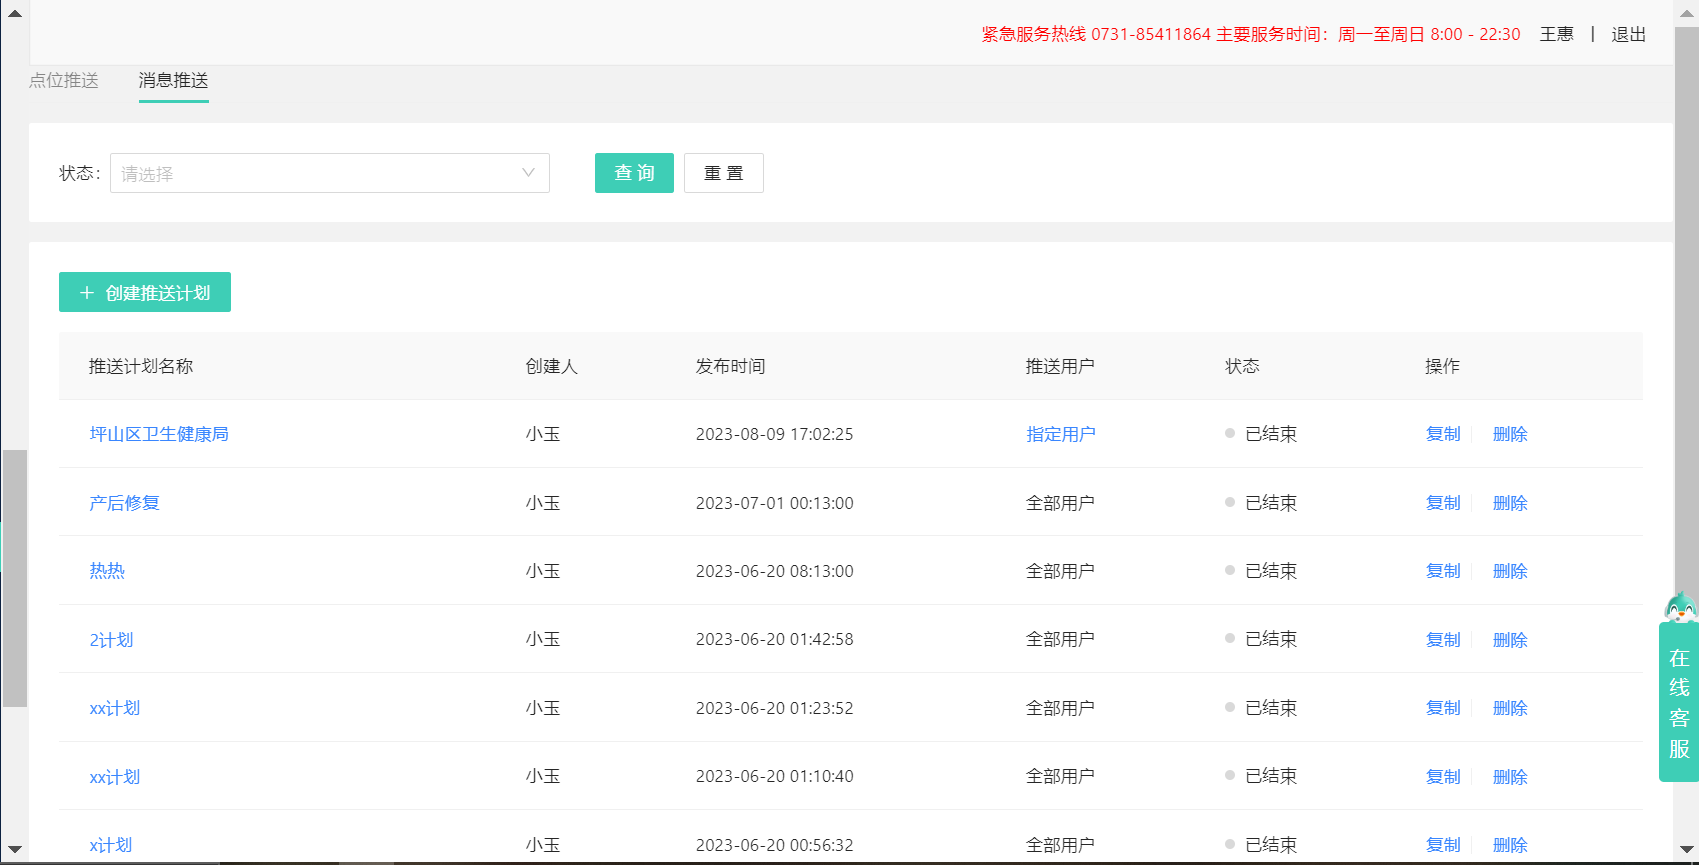 紧急服务热线 0731-85411864 主要服务时间：周一至周日 8:00 - 22:30 王惠 | 退出
点位推送 消息推送
状态： 请选择 查 询 重 置
+ 创建推送计划
推送计划名称 创建人 发布时间 推送用户 状态 操作
坪山区卫生健康局 小玉 2023-08-09 17:02:25 指定用户 已结束 复制 删除
产后修复 小玉 2023-07-01 00:13:00 全部用户 已结束 复制 删除
热热 小玉 2023-06-20 08:13:00 全部用户 已结束 复制 删除
2计划 小玉 2023-06-20 01:42:58 全部用户 已结束 复制 删除
xx计划 小玉 2023-06-20 01:23:52 全部用户 已结束 复制 删除
xx计划 小玉 2023-06-20 01:10:40 全部用户 已结束 复制 删除
x计划 小玉 2023-06-20 00:56:32 全部用户 已结束 复制 删除
在线客服